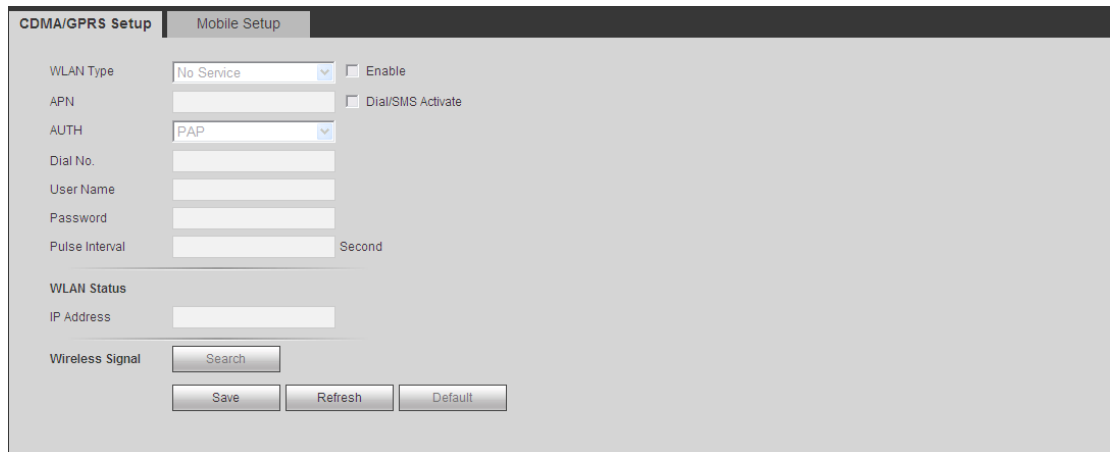 CDMA/GPRS Setup Mobile Setup
WLAN Type No Service Enable
APN Dial/SMS Activate
AUTH PAP
Dial No.
User Name
Password
Pulse Interval Second
WLAN Status
IP Address
Wireless Signal Search
Save Refresh Default